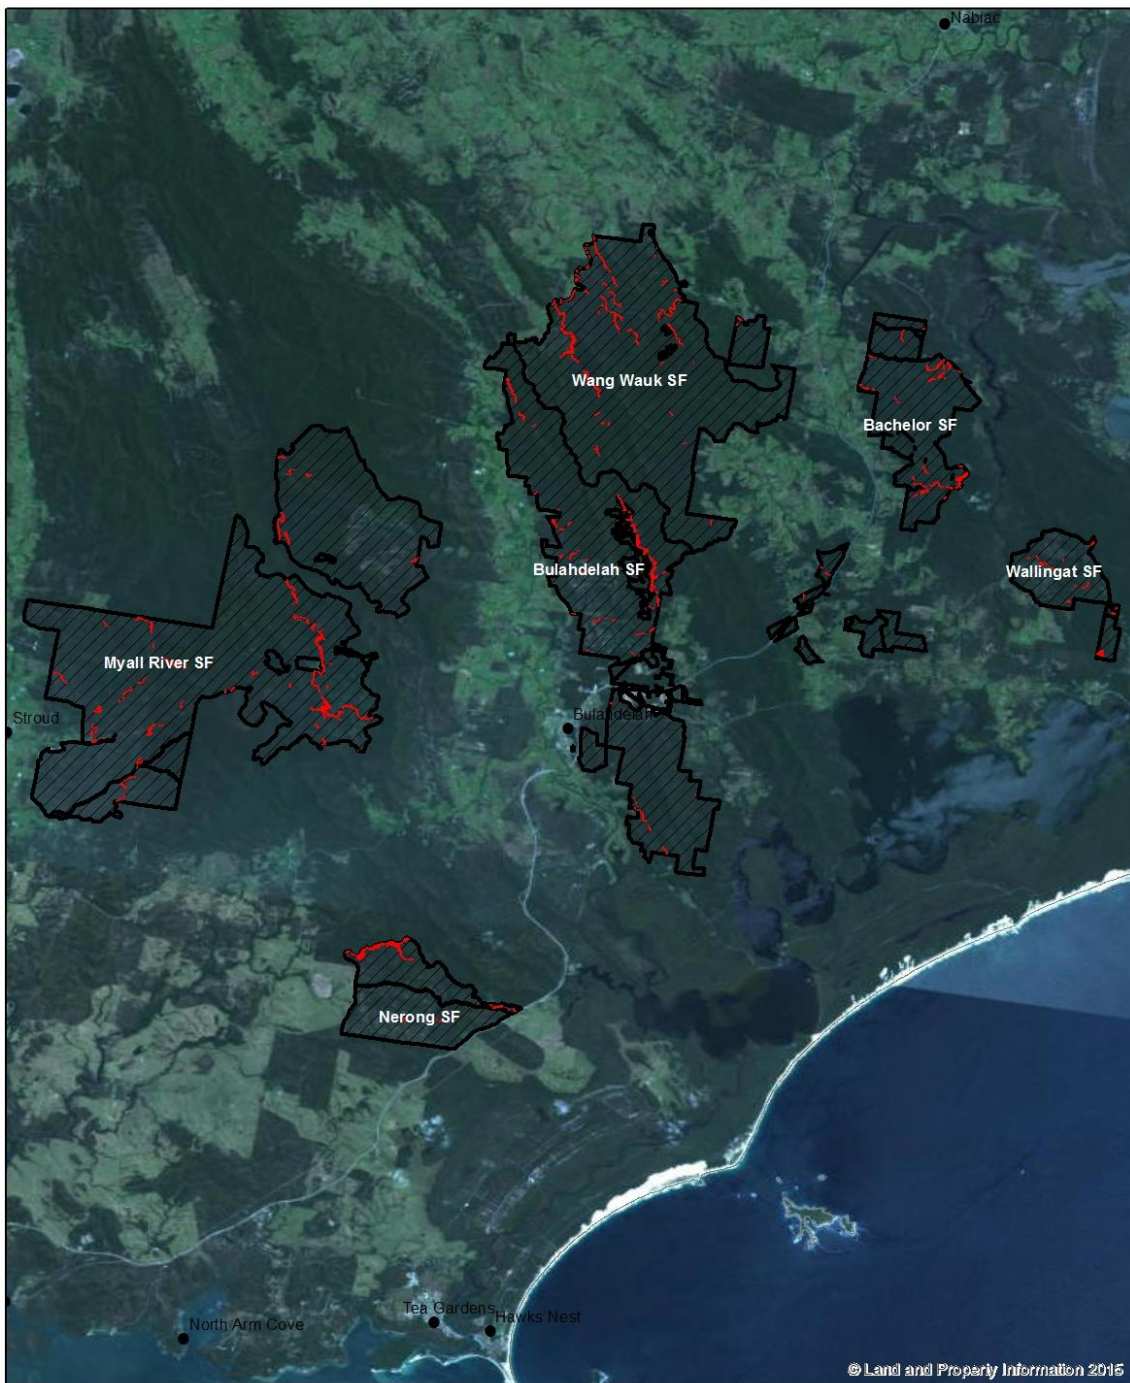 Nabiac
Wang Wauk SF
Bachelor SF
Bulahdelah SF
Wallingat SF
Myall River SF
Stroud
Bulahdelah
Nerong SF
Tea Gardens
Hawks Nest
North Arm Cove
© Land and Property Information 2015